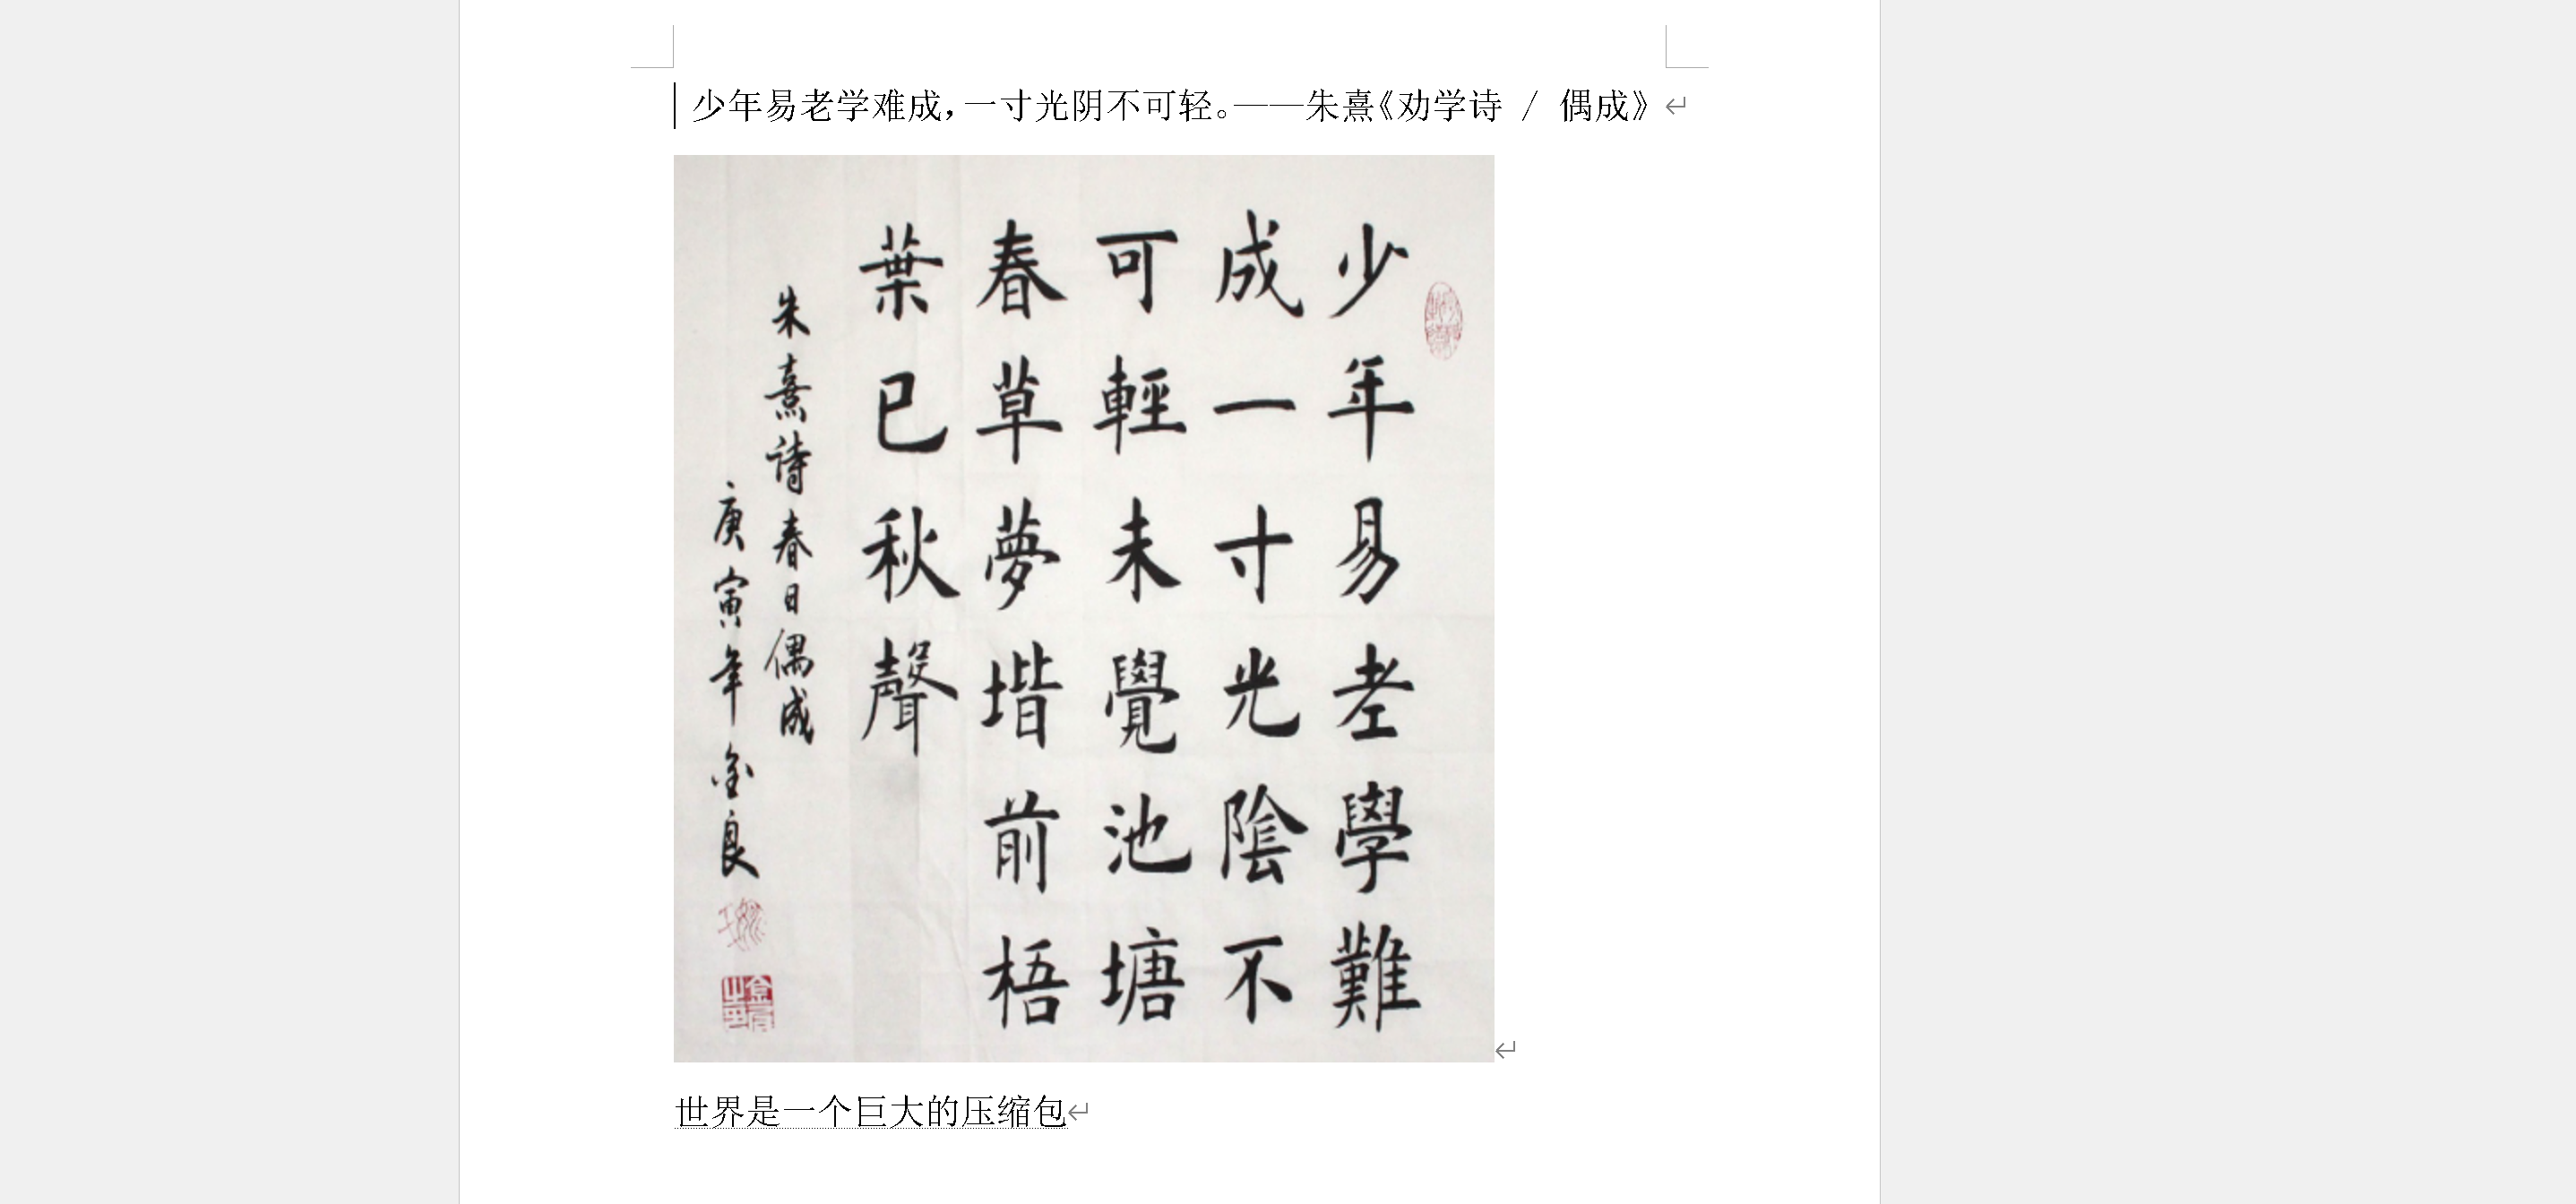 少年易老学难成，一寸光阴不可轻。——朱熹《劝学诗 / 偶成》
少年易老學難
成一寸光陰不
可輕未覺池塘
春草夢堦前梧
葉已秋聲
朱熹诗春日偶成
庚寅年金良
世界是一个巨大的压缩包